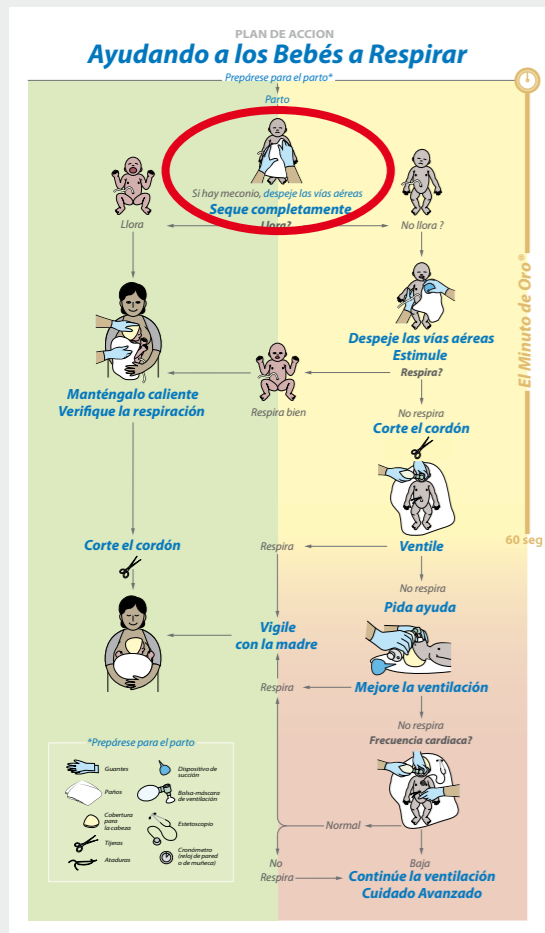 PLAN DE ACCION
Ayudando a los Bebés a Respirar
Prepárese para el parto*
Parto
Si hay meconio, despeje las vías aéreas
Seque completamente
Llora?
Llora
No llora ?
Despeje las vías aéreas
Estimule
Respira?
Manténgalo caliente
Verifique la respiración
Respira bien
No respira
Corte el cordón
El Minuto de Oro®
60 seg
Corte el cordón
Respira
Ventile
No respira
Pida ayuda
Vigile
con la madre
Respira
Mejore la ventilación
No respira
Frecuencia cardiaca?
Normal
No
Respira
Baja
Continúe la ventilación
Cuidado Avanzado
*Prepárese para el parto
Guantes
Paños
Cobertura
para
la cabeza
Tijeras
Ataduras
Dispositivo de
succión
Bolsa-máscara
de ventilación
Estetoscopio
Cronómetro
(reloj de pared
o de muñeca)